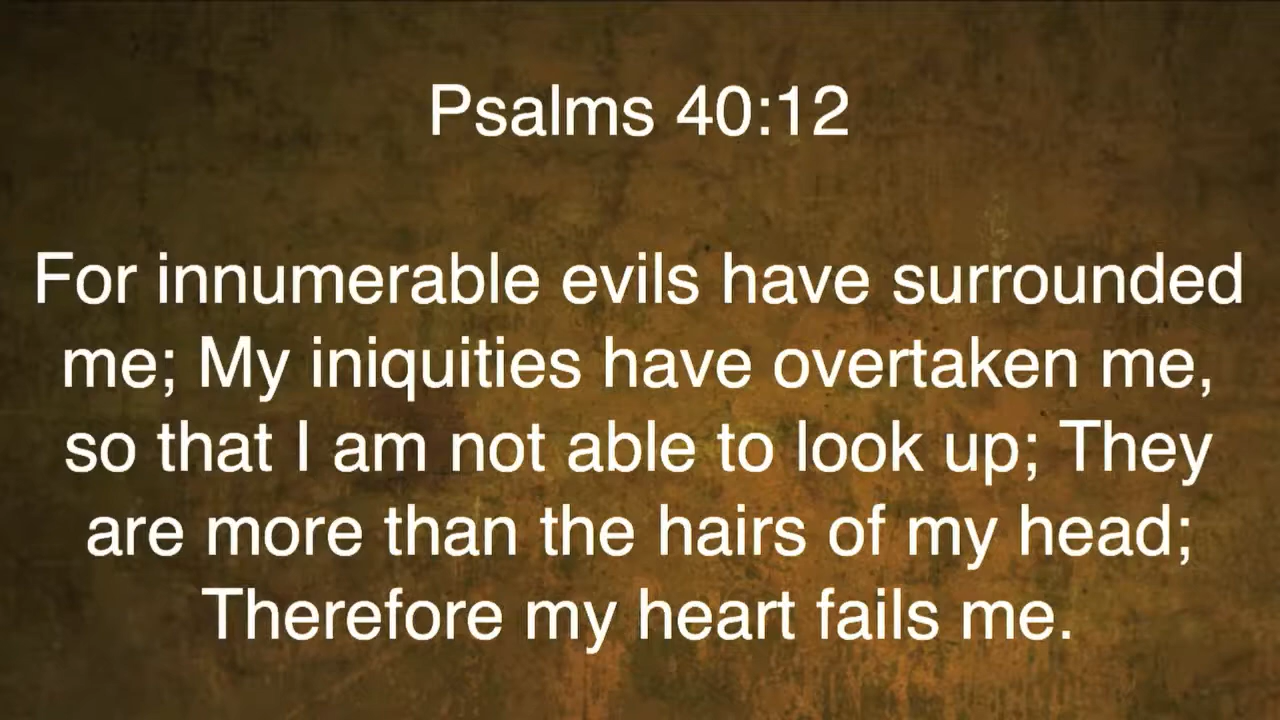 Psalms 40:12
For innumerable evils have surrounded
me; My iniquities have overtaken me,
so that I am not able to look up; They
are more than the hairs of my head;
Therefore my heart fails me.